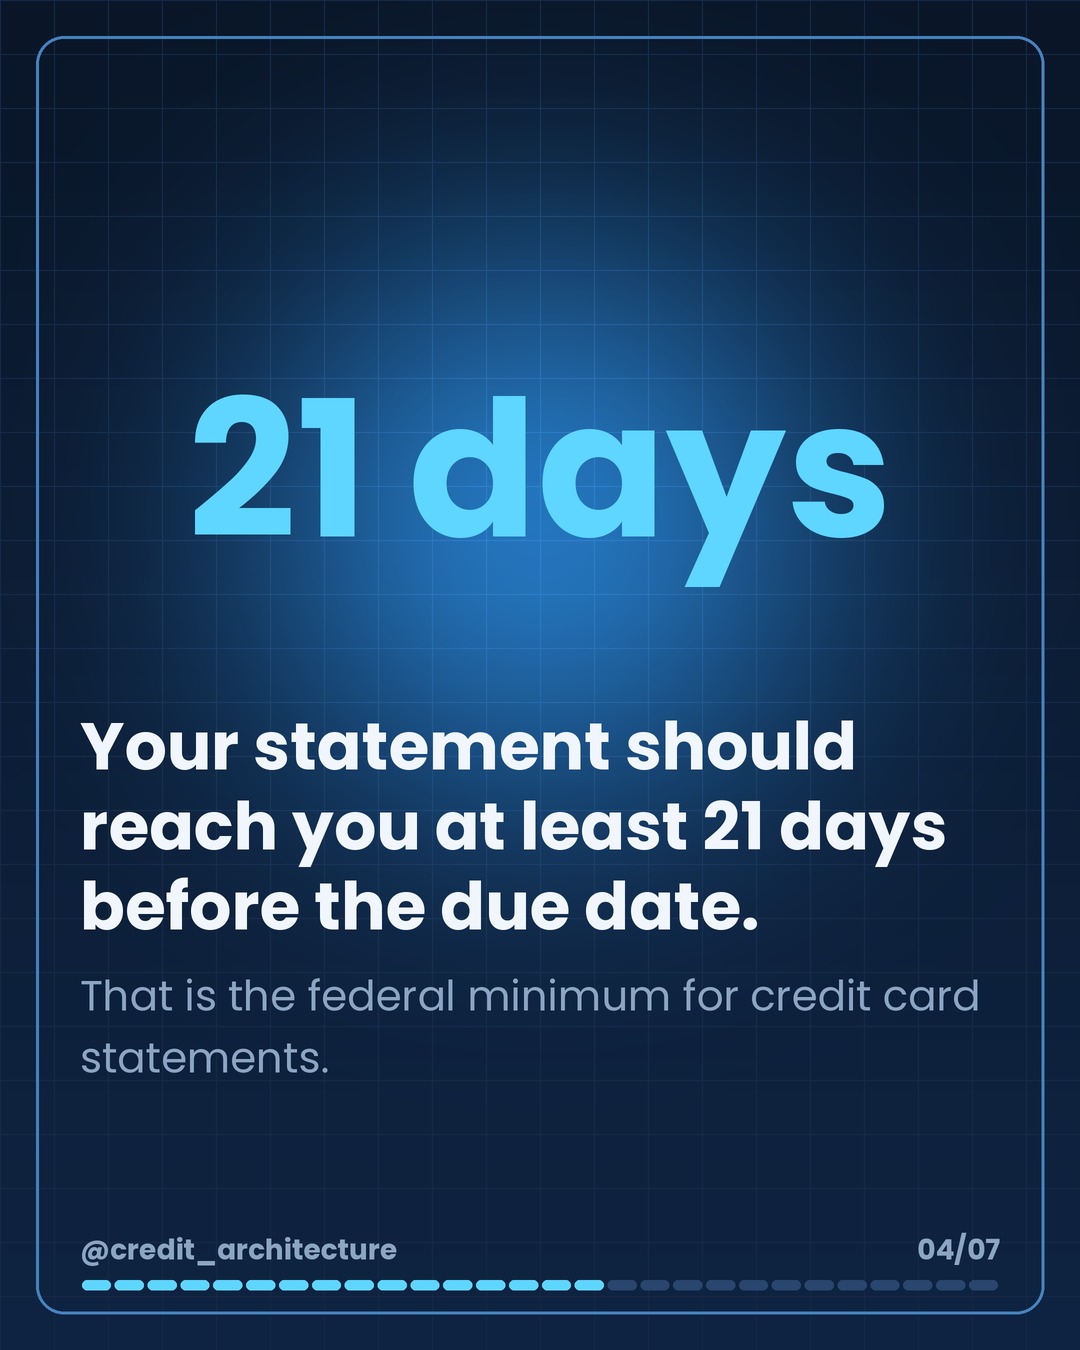 21 days
Your statement should
reach you at least 21 days
before the due date.
That is the federal minimum for credit card
statements.
@credit_architecture
04/07